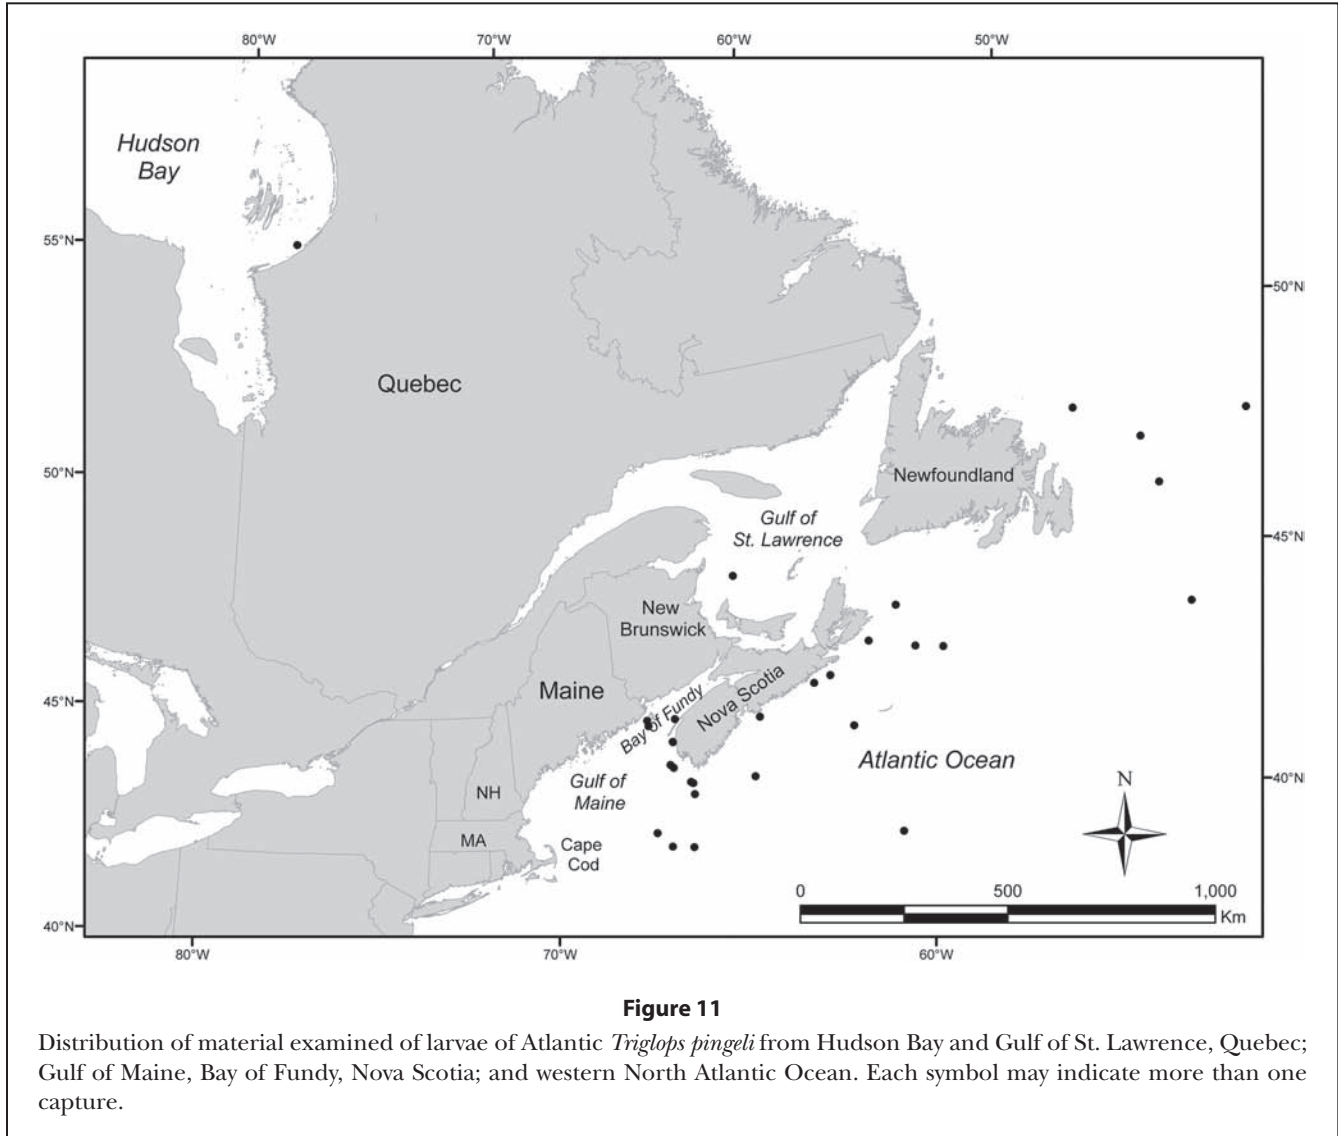 80°W 70°W 60°W 50°W
Hudson
Bay
55°N
50°N
Quebec
Newfoundland
50°N
Gulf of
St. Lawrence
45°N
New
Brunswick
Maine
45°N
Bay of Fundy
Nova Scotia
Atlantic Ocean
40°N
Gulf of
Maine
NH
N
MA
Cape
Cod
0 500 1,000
Km
40°N
80°W 70°W 60°W
Figure 11
Distribution of material examined of larvae of Atlantic Triglops pingeli from Hudson Bay and Gulf of St. Lawrence, Quebec;
Gulf of Maine, Bay of Fundy, Nova Scotia; and western North Atlantic Ocean. Each symbol may indicate more than one
capture.